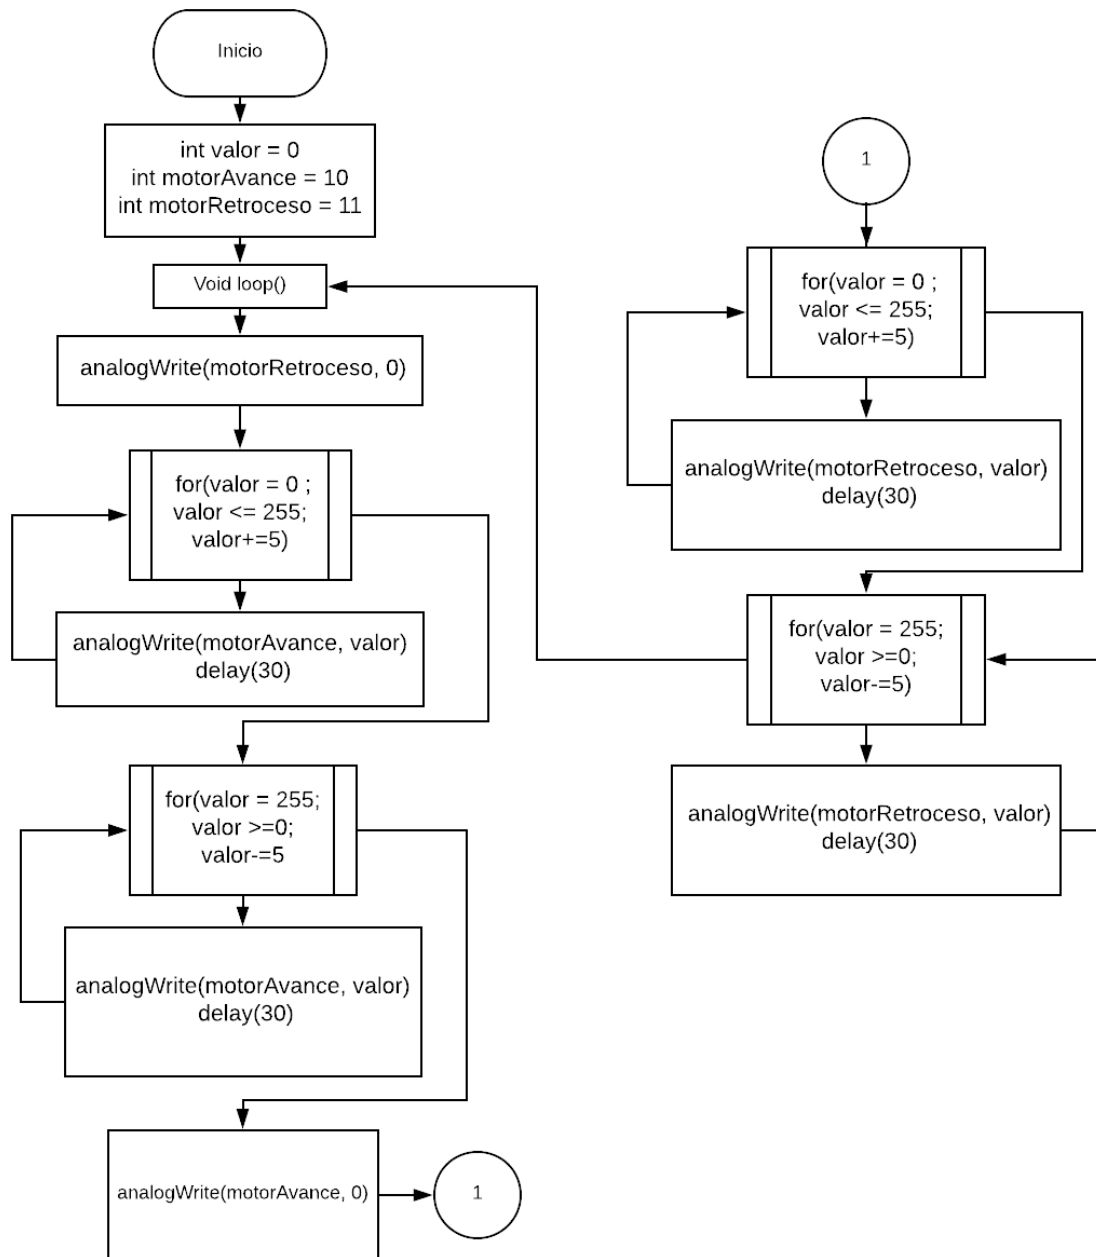 Inicio
int valor = 0
int motorAvance = 10
int motorRetroceso = 11
Void loop()
analogWrite(motorRetroceso, 0)
for(valor = 0 ;
valor <= 255;
valor+=5)
analogWrite(motorAvance, valor)
delay(30)
for(valor = 255;
valor >=0;
valor-=5
analogWrite(motorAvance, valor)
delay(30)
analogWrite(motorAvance, 0)
1
1
for(valor = 0 ;
valor <= 255;
valor+=5)
analogWrite(motorRetroceso, valor)
delay(30)
for(valor = 255;
valor >=0;
valor-=5)
analogWrite(motorRetroceso, valor)
delay(30)